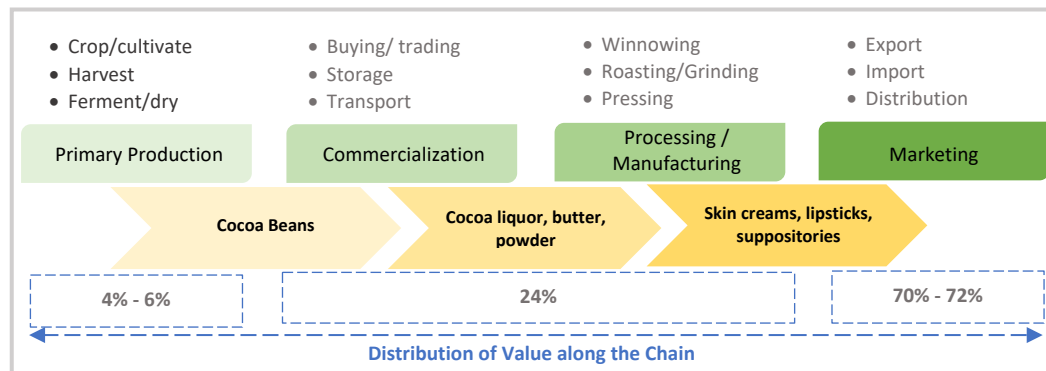 • Crop/cultivate
• Harvest
• Ferment/dry
• Buying/ trading
• Storage
• Transport
• Winnowing
• Roasting/Grinding
• Pressing
• Export
• Import
• Distribution
Primary Production
Commercialization
Processing /
Manufacturing
Marketing
Cocoa Beans
Cocoa liquor, butter,
powder
Skin creams, lipsticks,
suppositories
4% - 6%
24%
70% - 72%
Distribution of Value along the Chain